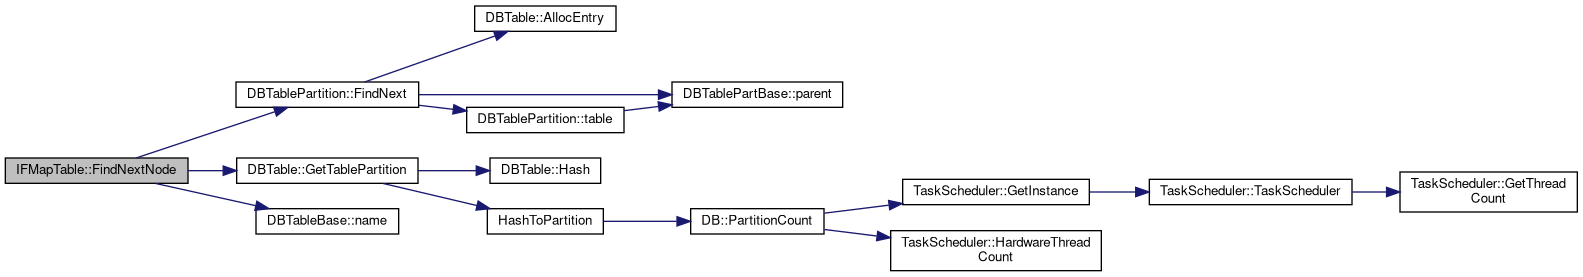 DBTable::AllocEntry
DBTablePartition::FindNext
DBTablePartBase::parent
DBTablePartition::table
IFMapTable::FindNextNode
DBTable::GetTablePartition
DBTable::Hash
TaskScheduler::GetInstance
TaskScheduler::TaskScheduler
TaskScheduler::GetThread
Count
DBTableBase::name
HashToPartition
DB::PartitionCount
TaskScheduler::HardwareThread
Count